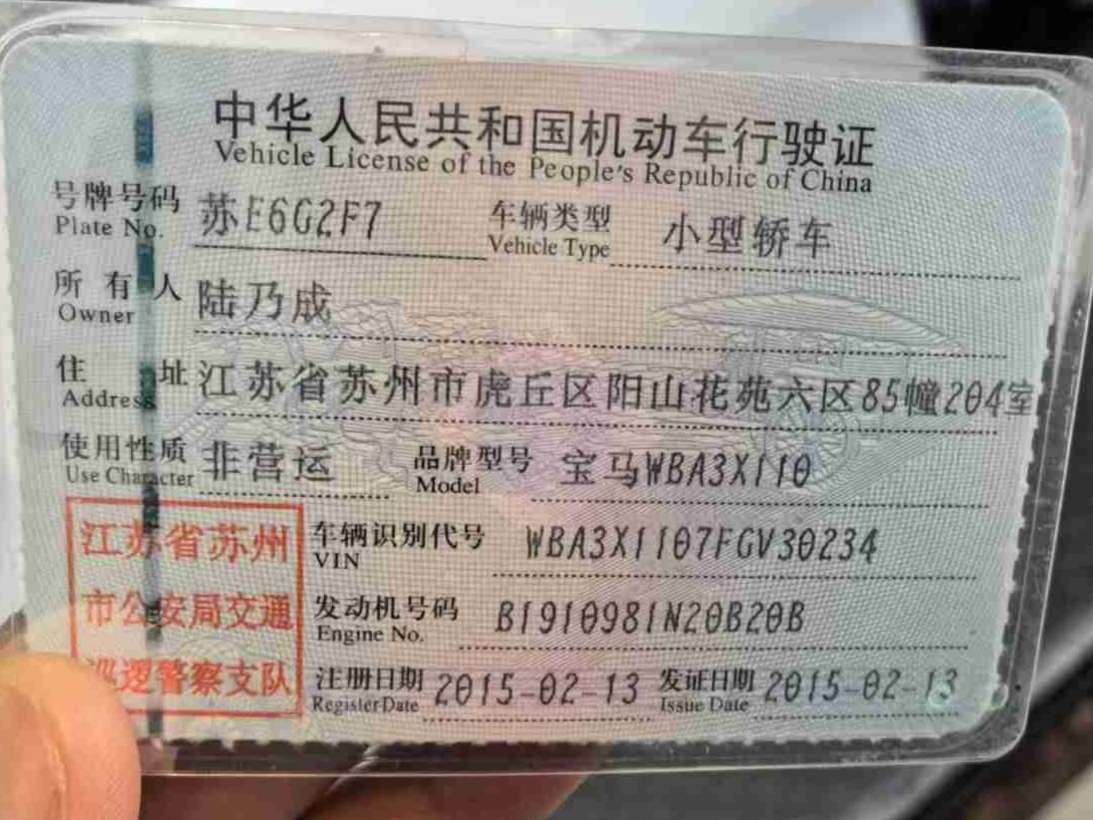 中华人民共和国机动车行驶证
Vehicle License of the People's Republic of China
号牌号码 苏E6G2F7 车辆类型 小型轿车
Plate No. Vehicle Type
所有人 陆乃成
Owner
住址 江苏省苏州市虎丘区阳山花苑六区85幢204室
Address
使用性质 非营运 品牌型号 宝马WBA3X110
Use Character Model
江苏省苏州 车辆识别代号 WBA3X1107FGV30234
VIN
市公安局交通 发动机号码 B1910981N20B20B
Engine No.
巡逻警察支队 注册日期 2015-02-13 发证日期 2015-02-13
Register Date Issue Date